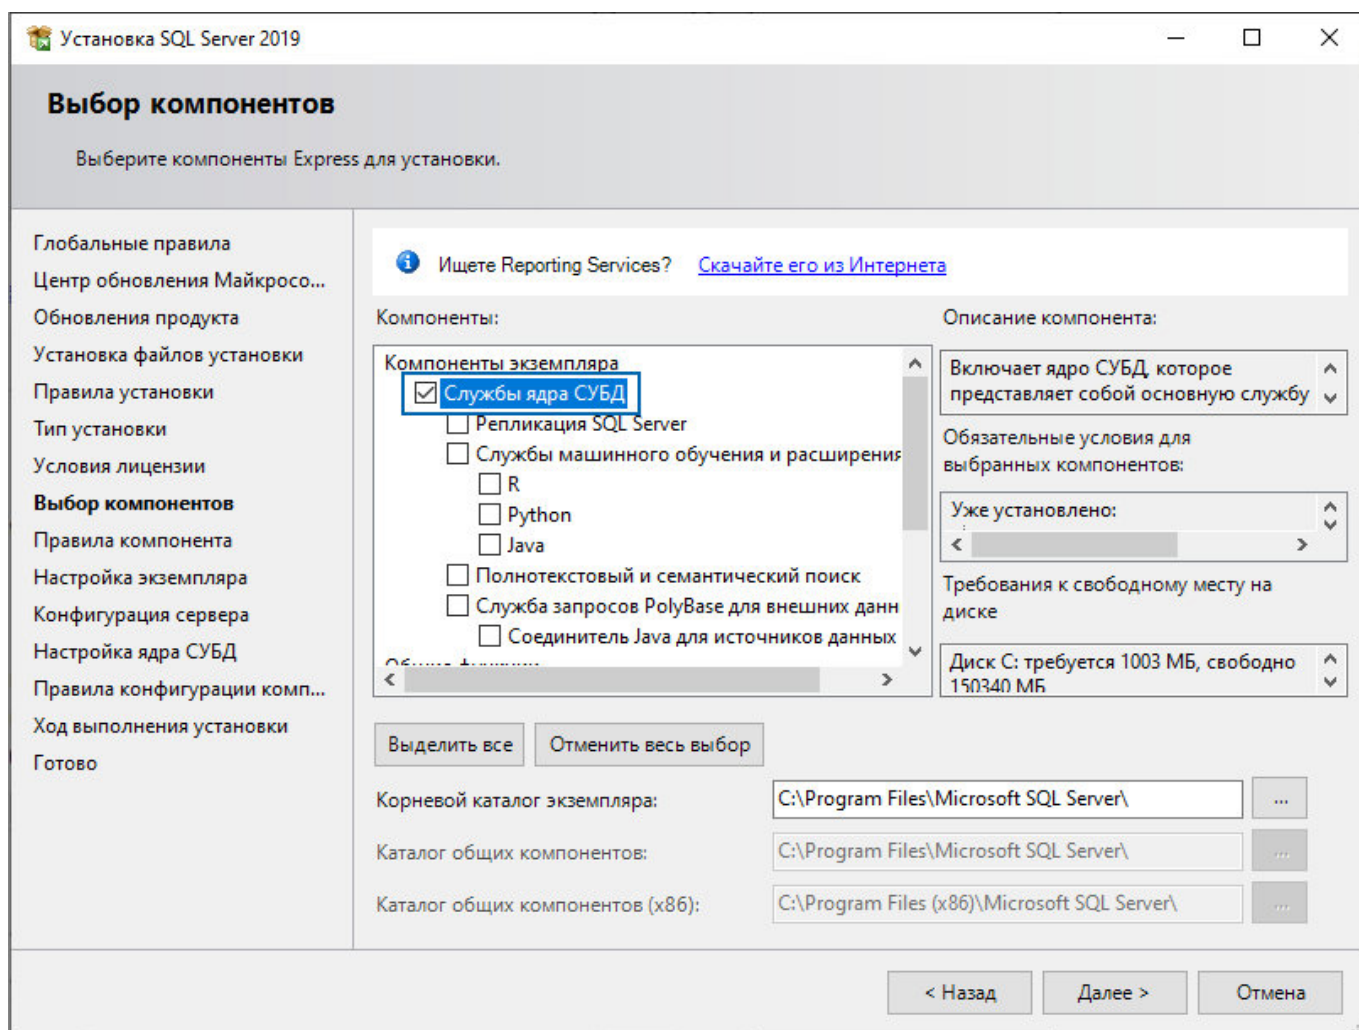 Установка SQL Server 2019
Выбор компонентов
Выберите компоненты Express для установки.
Глобальные правила
Центр обновления Майкросо...
Обновления продукта
Установка файлов установки
Правила установки
Тип установки
Условия лицензии
Выбор компонентов
Правила компонента
Настройка экземпляра
Конфигурация сервера
Настройка ядра СУБД
Правила конфигурации комп...
Ход выполнения установки
Готово
Ищете Reporting Services? Скачайте его из Интернета
Компоненты:
Компоненты экземпляра
Службы ядра СУБД
Репликация SQL Server
Службы машинного обучения и расширения
R
Python
Java
Полнотекстовый и семантический поиск
Служба запросов PolyBase для внешних данн
Соединитель Java для источников данных
Описание компонента:
Включает ядро СУБД, которое
представляет собой основную службу
Обязательные условия для
выбранных компонентов:
Уже установлено:
Требования к свободному месту на
диске
Диск C: требуется 1003 МБ, свободно
150340 МБ
Выделить все Отменить весь выбор
Корневой каталог экземпляра: C:\Program Files\Microsoft SQL Server\ ...
Каталог общих компонентов: C:\Program Files\Microsoft SQL Server\ ...
Каталог общих компонентов (x86): C:\Program Files (x86)\Microsoft SQL Server\ ...
< Назад Далее > Отмена